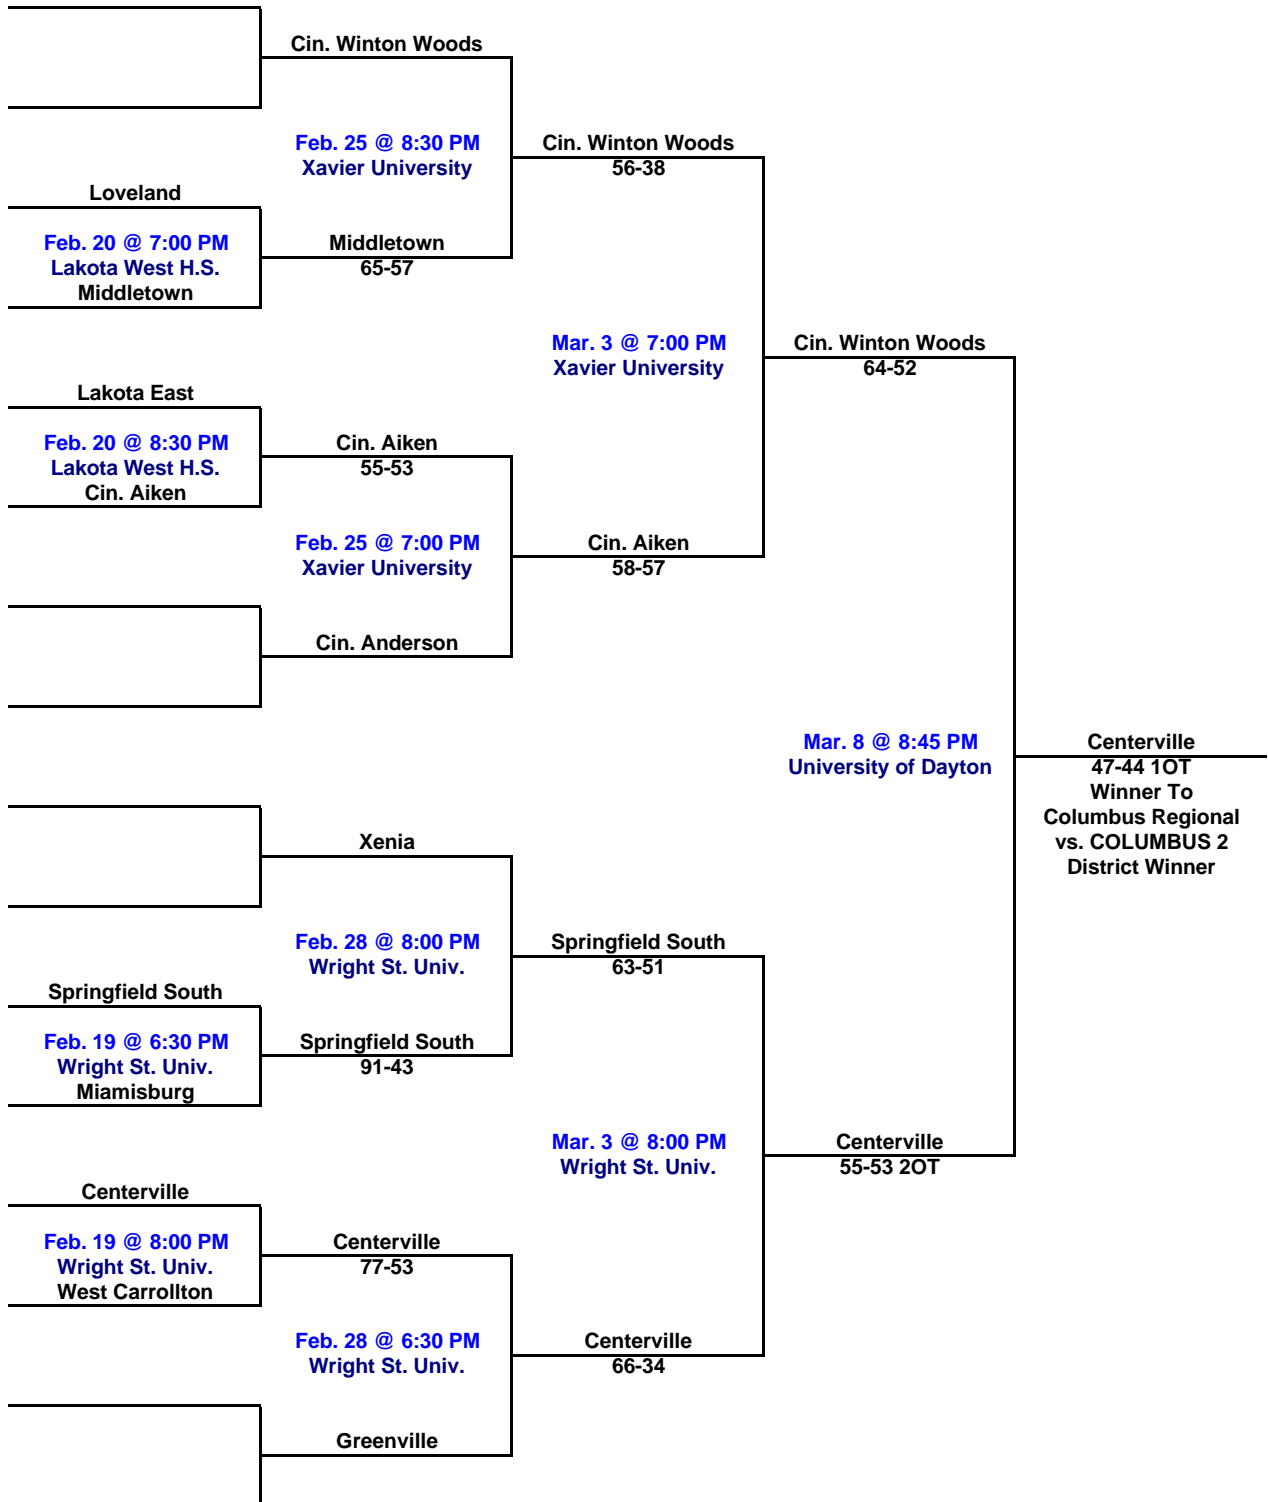 Cin. Winton Woods
Feb. 25 @ 8:30 PM
Xavier University
Cin. Winton Woods
56-38
Loveland
Feb. 20 @ 7:00 PM
Lakota West H.S.
Middletown
Middletown
65-57
Mar. 3 @ 7:00 PM
Xavier University
Cin. Winton Woods
64-52
Lakota East
Feb. 20 @ 8:30 PM
Lakota West H.S.
Cin. Aiken
Cin. Aiken
55-53
Feb. 25 @ 7:00 PM
Xavier University
Cin. Aiken
58-57
Cin. Anderson
Mar. 8 @ 8:45 PM
University of Dayton
Centerville
47-44 1OT
Winner To
Columbus Regional
vs. COLUMBUS 2
District Winner
Xenia
Feb. 28 @ 8:00 PM
Wright St. Univ.
Springfield South
63-51
Springfield South
Feb. 19 @ 6:30 PM
Wright St. Univ.
Miamisburg
Springfield South
91-43
Mar. 3 @ 8:00 PM
Wright St. Univ.
Centerville
55-53 2OT
Centerville
Feb. 19 @ 8:00 PM
Wright St. Univ.
West Carrollton
Centerville
77-53
Feb. 28 @ 6:30 PM
Wright St. Univ.
Centerville
66-34
Greenville